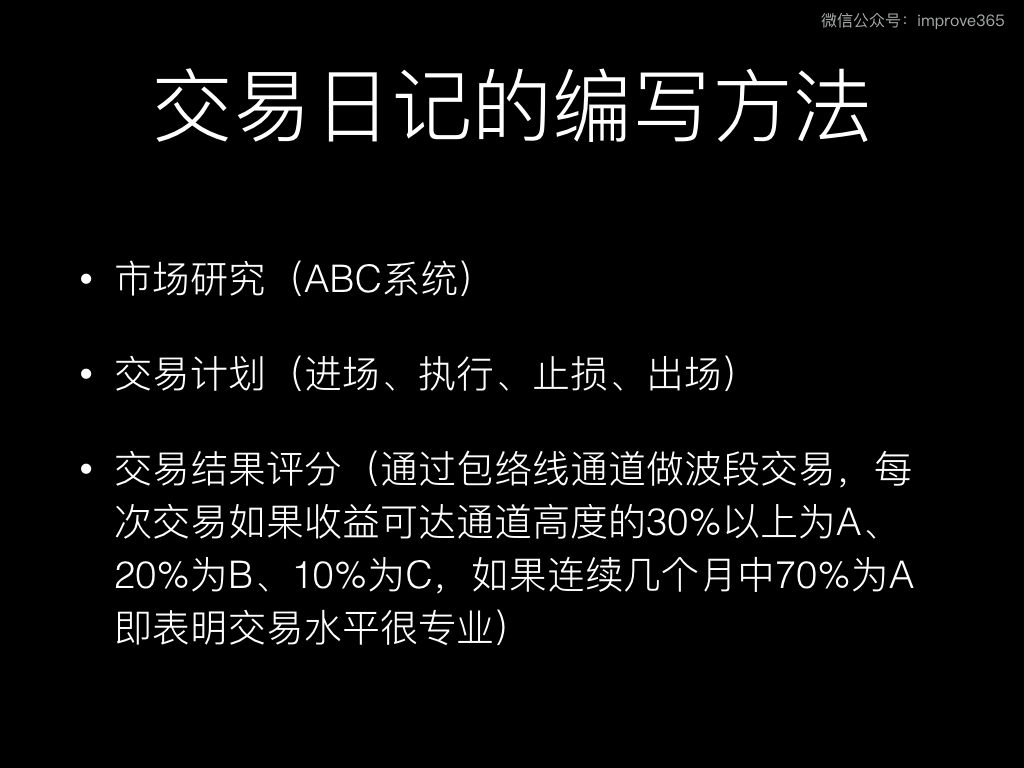 微信公众号：improve365
交易日记的编写方法
• 市场研究（ABC系统）
• 交易计划（进场、执行、止损、出场）
• 交易结果评分（通过包络线通道做波段交易，每
次交易如果收益可达通道高度的30%以上为A、
20%为B、10%为C，如果连续几个月中70%为A
即表明交易水平很专业）